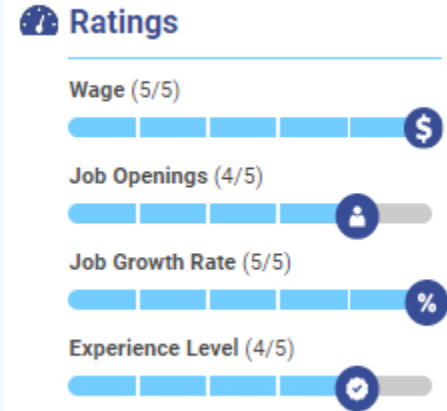 Ratings
Wage (5/5)
$
Job Openings (4/5)
Job Growth Rate (5/5)
%
Experience Level (4/5)